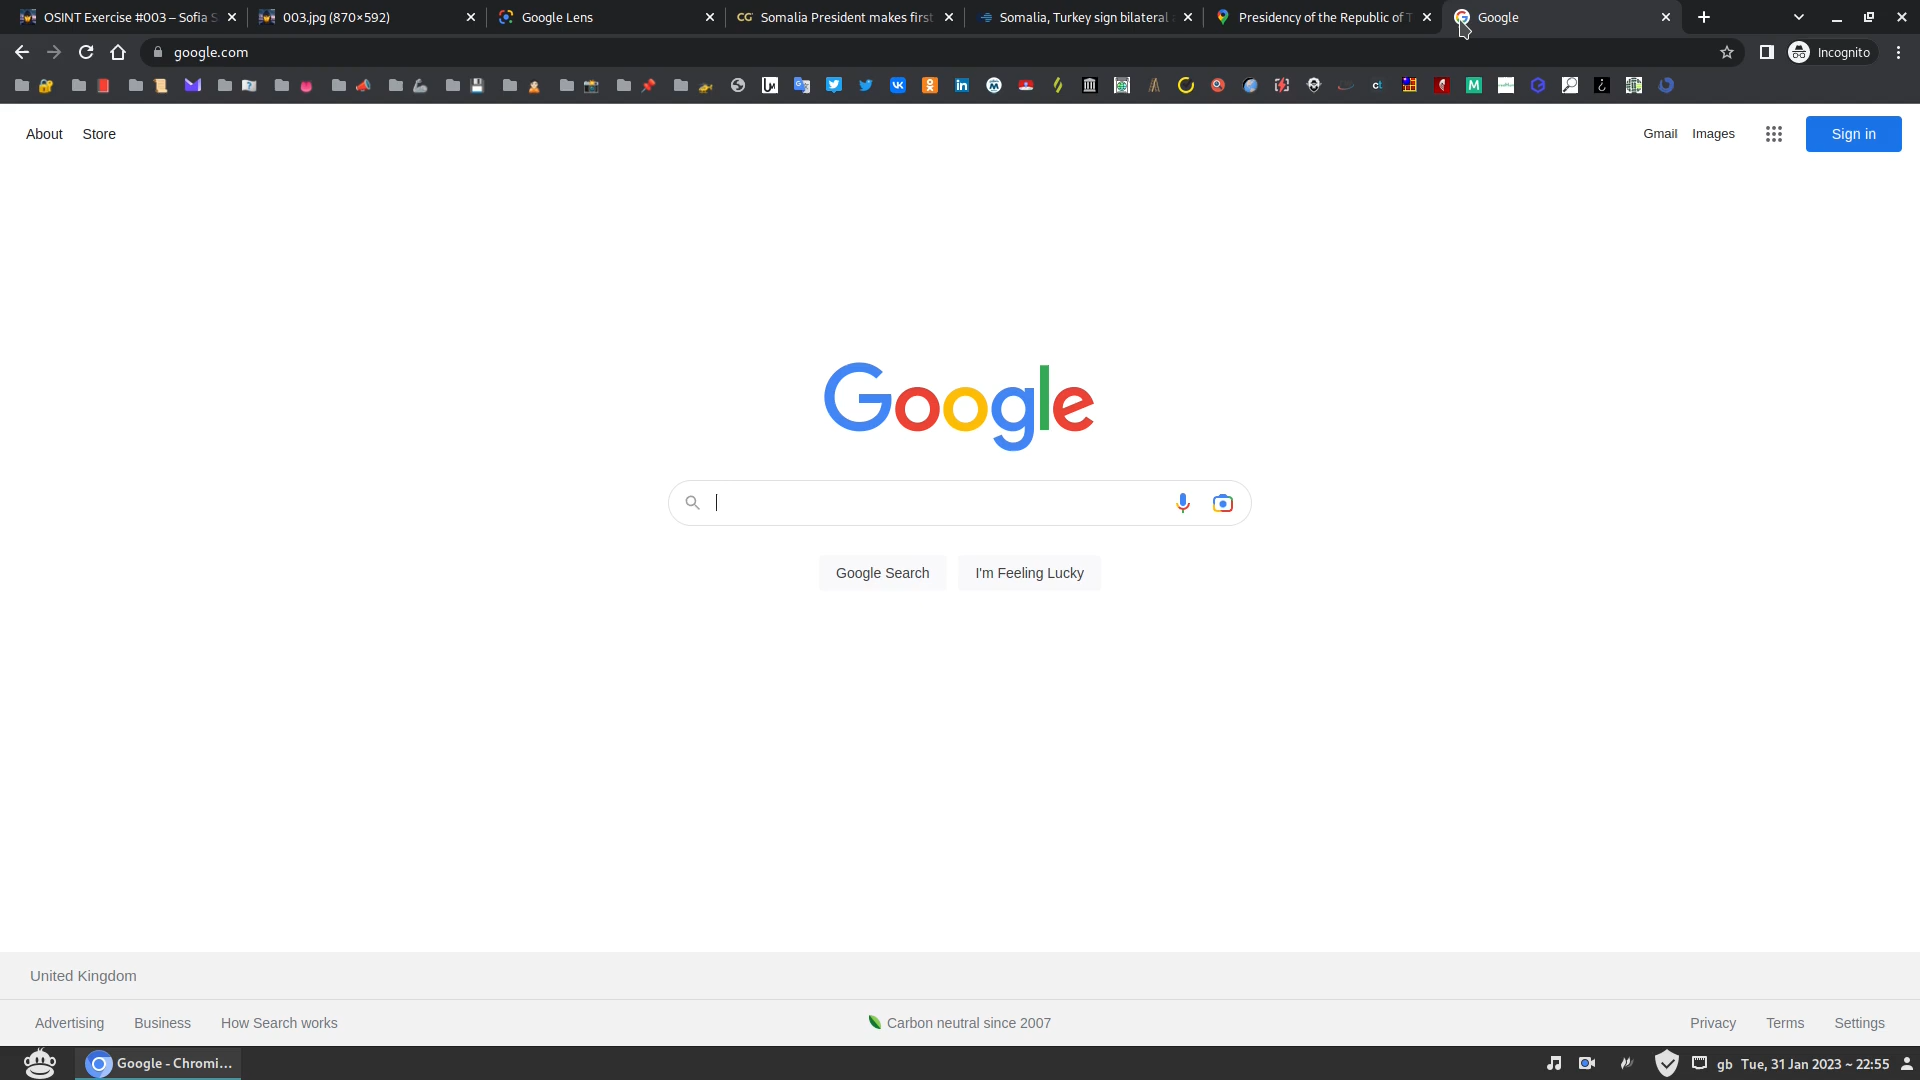 OSINT Exercise #003 – Sofia S
003.jpg (870×592)
Google Lens
CG
Somalia President makes first
Somalia, Turkey sign bilateral
Presidency of the Republic of T
Google
google.com
Incognito
About
Store
Gmail
Images
Sign in
Google
Google Search
I'm Feeling Lucky
United Kingdom
Advertising
Business
How Search works
Carbon neutral since 2007
Privacy
Terms
Settings
Google - Chromi...
gb
Tue, 31 Jan 2023 ~ 22:55